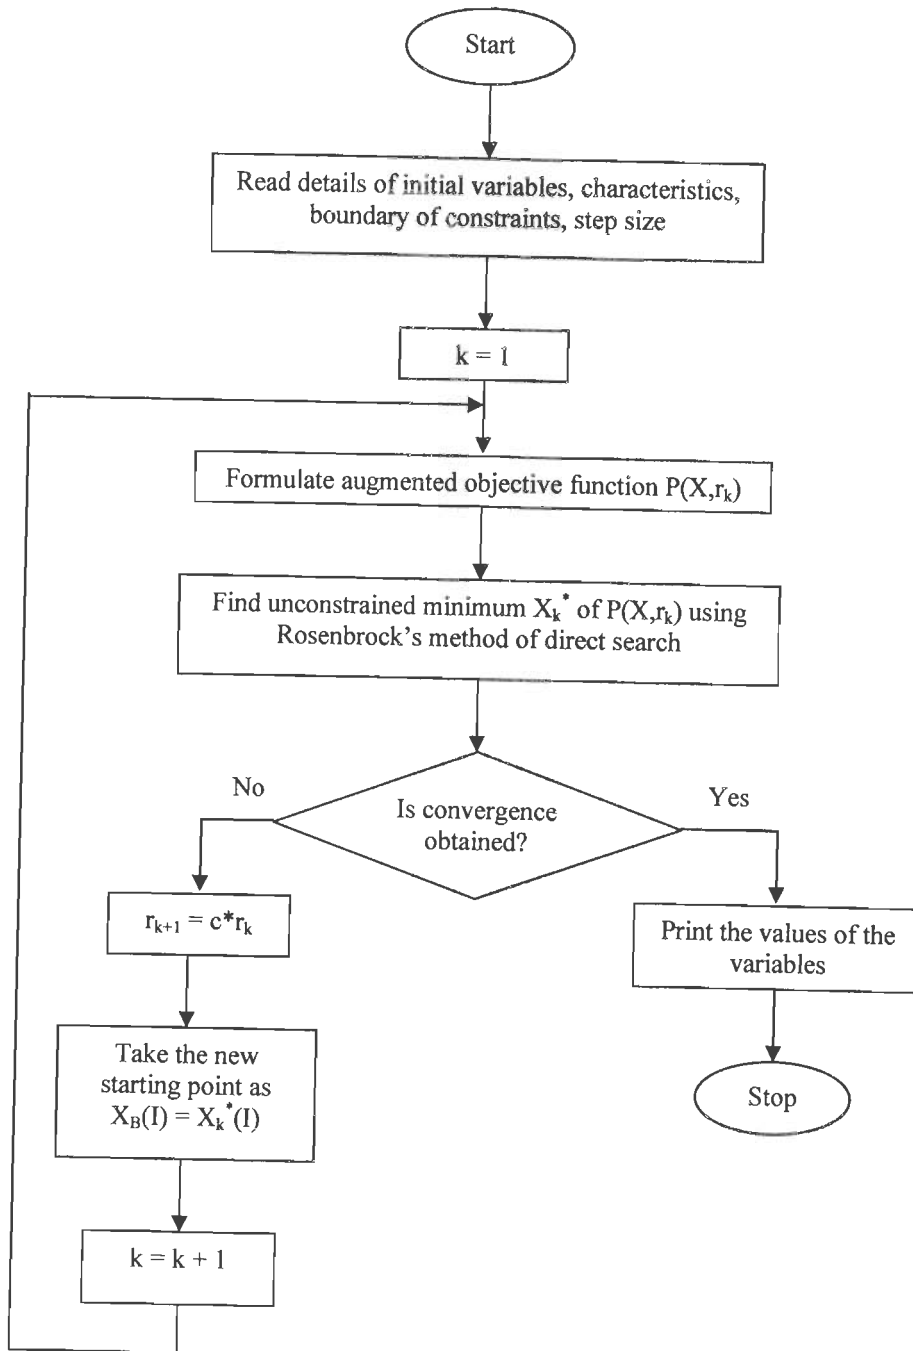 Start
Read details of initial variables, characteristics,
boundary of constraints, step size
k = 1
Formulate augmented objective function P(X,rₖ)
Find unconstrained minimum Xₖ* of P(X,rₖ) using
Rosenbrock's method of direct search
Is convergence
obtained?
No
Yes
rₖ₊₁ = c*rₖ
Take the new
starting point as
X_B(I) = Xₖ*(I)
k = k + 1
Print the values of the
variables
Stop